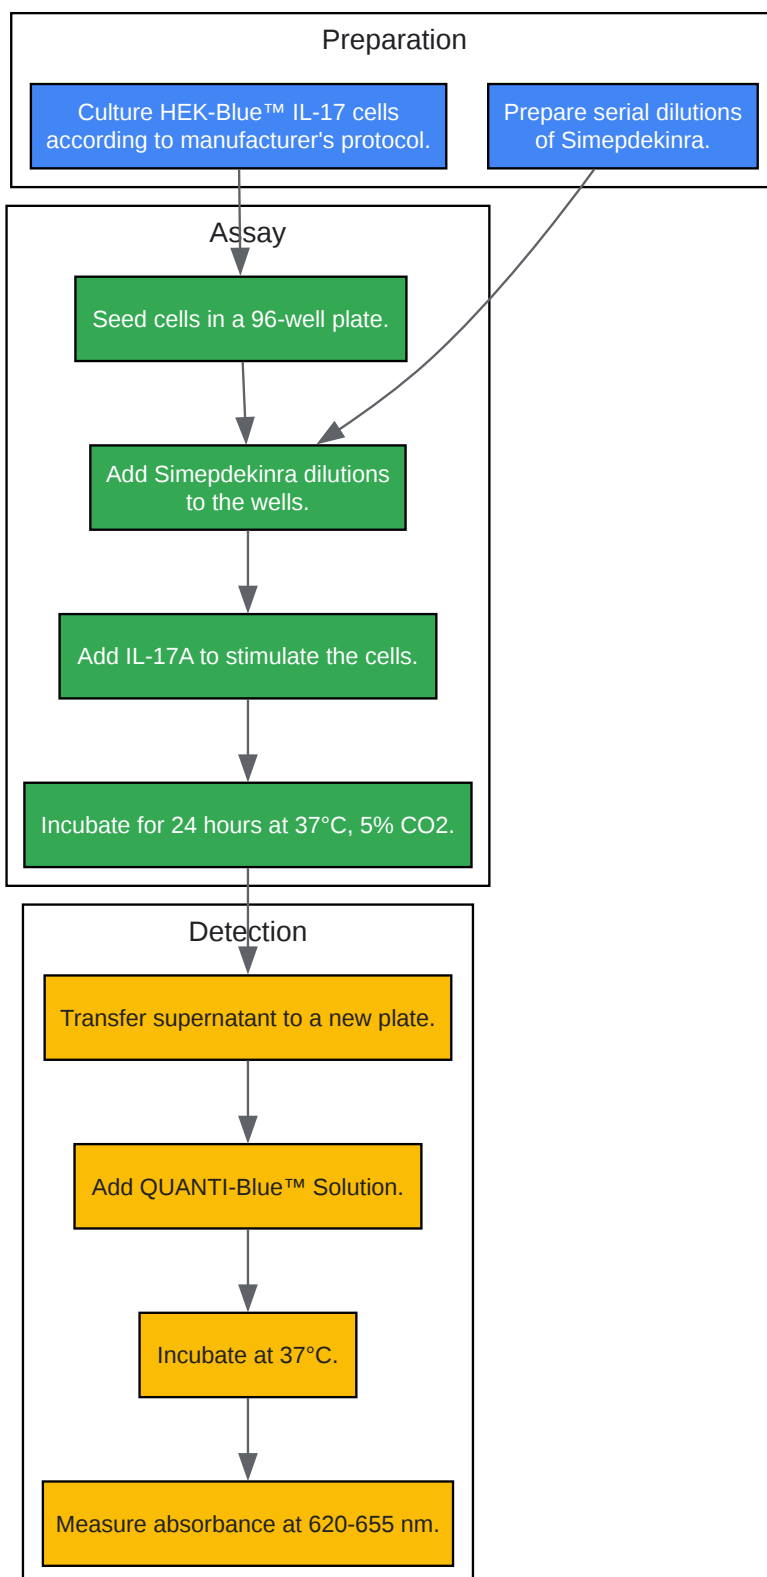 Preparation
Culture HEK-Blue™ IL-17 cells
according to manufacturer's protocol.
Prepare serial dilutions
of Simepdekinra.
Assay
Seed cells in a 96-well plate.
Add Simepdekinra dilutions
to the wells.
Add IL-17A to stimulate the cells.
Incubate for 24 hours at 37°C, 5% CO2.
Detection
Transfer supernatant to a new plate.
Add QUANTI-Blue™ Solution.
Incubate at 37°C.
Measure absorbance at 620-655 nm.